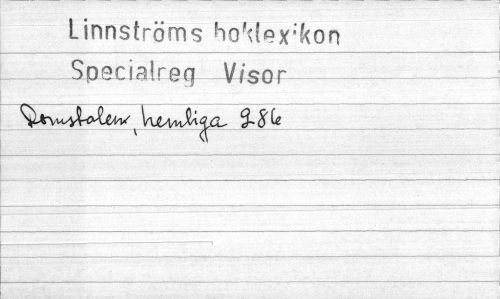 Linnströms boklexikon
Specialreg Visor
Domstolen, hemliga 286